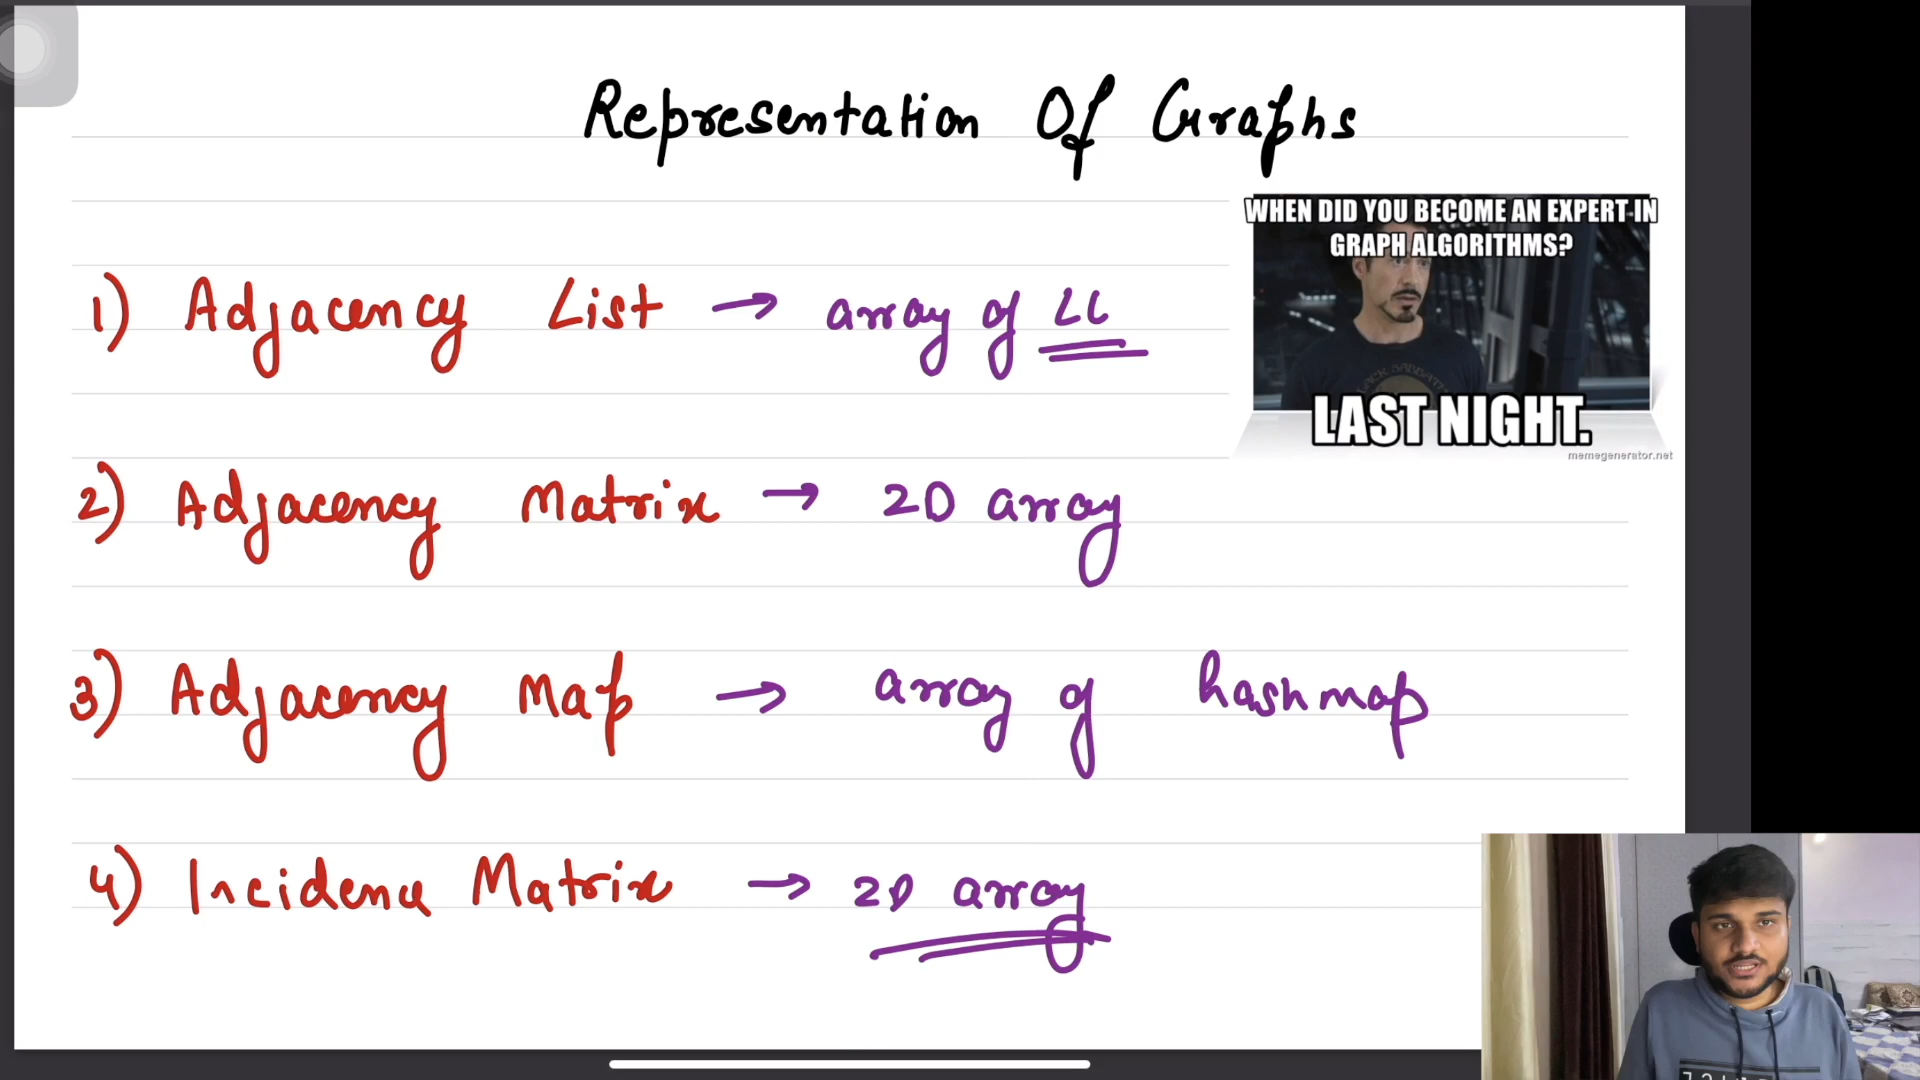 Representation Of Graphs
WHEN DID YOU BECOME AN EXPERT IN
GRAPH ALGORITHMS?
BLACK SABBATH
LAST NIGHT.
memegenerator.net
1) Adjacency List → array of LL
2) Adjacency Matrix → 2D array
3) Adjacency Map → array of hashmap
4) Incidence Matrix → 2D array